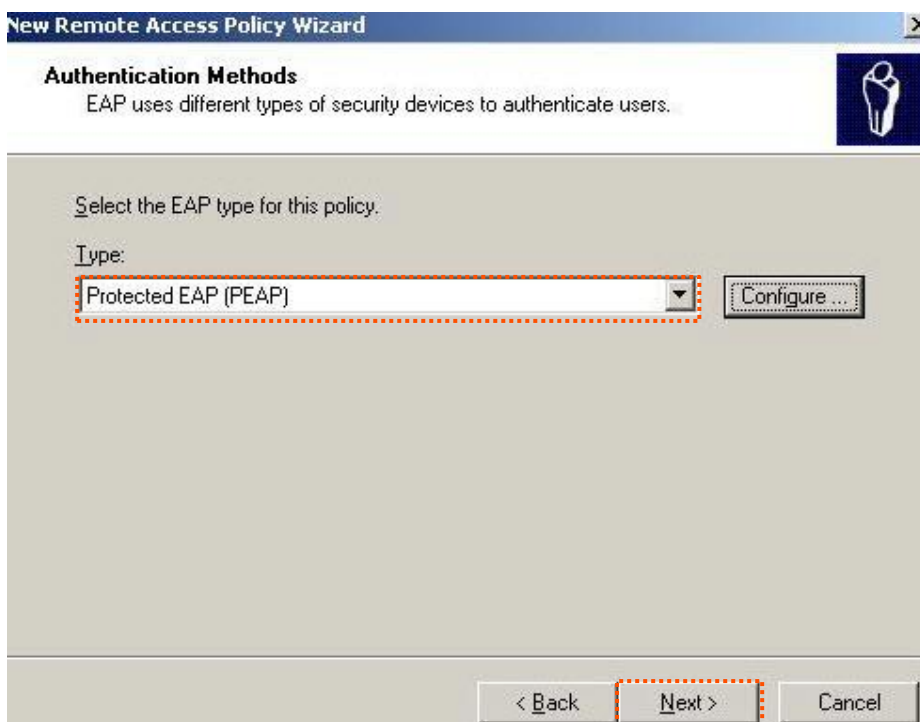 New Remote Access Policy Wizard
Authentication Methods
EAP uses different types of security devices to authenticate users.
Select the EAP type for this policy.
Type:
Protected EAP (PEAP)
Configure ...
< Back
Next >
Cancel